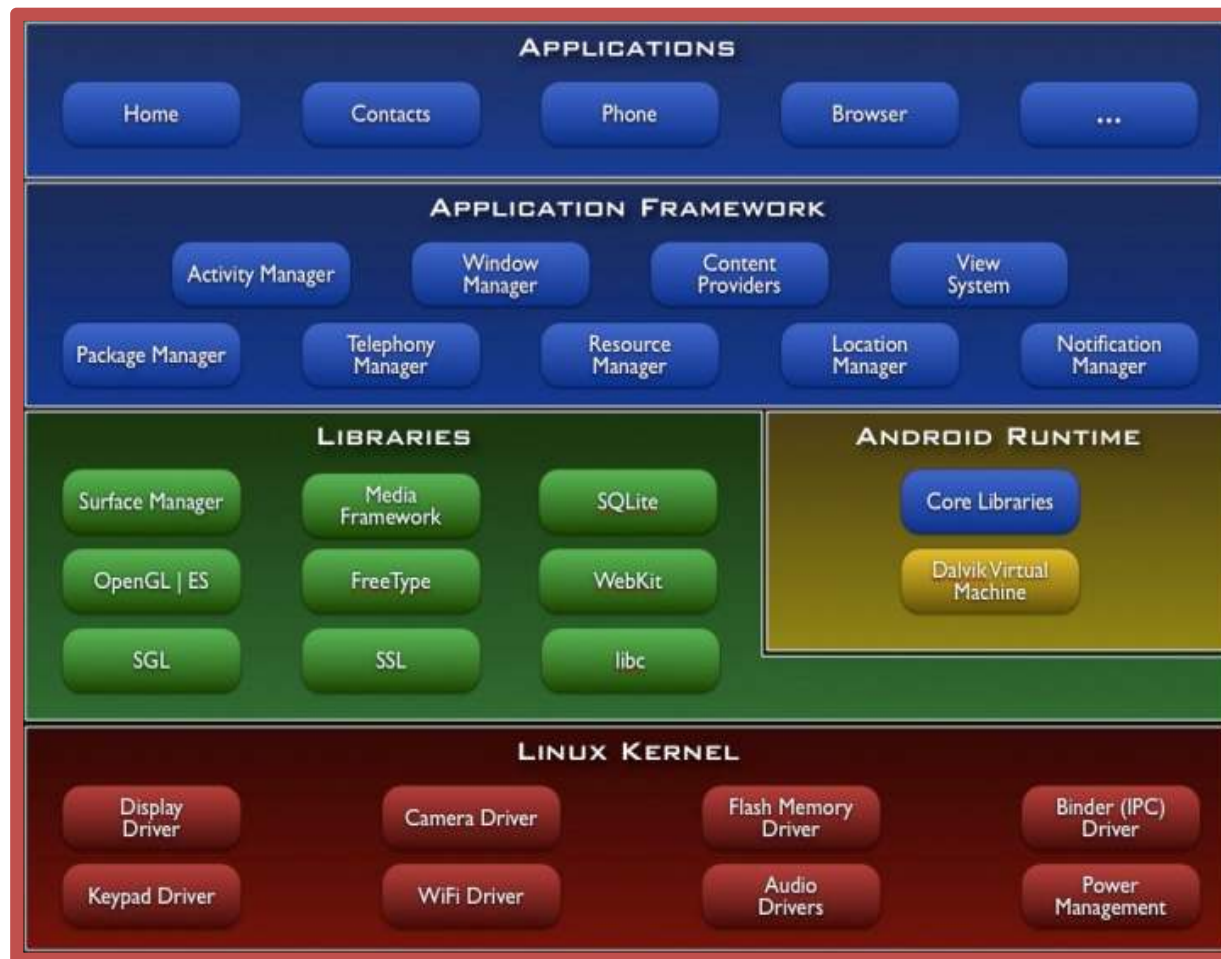 APPLICATIONS
Home
Contacts
Phone
Browser
...
APPLICATION FRAMEWORK
Activity Manager
Window
Manager
Content
Providers
View
System
Package Manager
Telephony
Manager
Resource
Manager
Location
Manager
Notification
Manager
LIBRARIES
Surface Manager
Media
Framework
SQLite
OpenGL | ES
FreeType
WebKit
SGL
SSL
libc
ANDROID RUNTIME
Core Libraries
Dalvik Virtual
Machine
LINUX KERNEL
Display
Driver
Camera Driver
Flash Memory
Driver
Binder (IPC)
Driver
Keypad Driver
WiFi Driver
Audio
Drivers
Power
Management